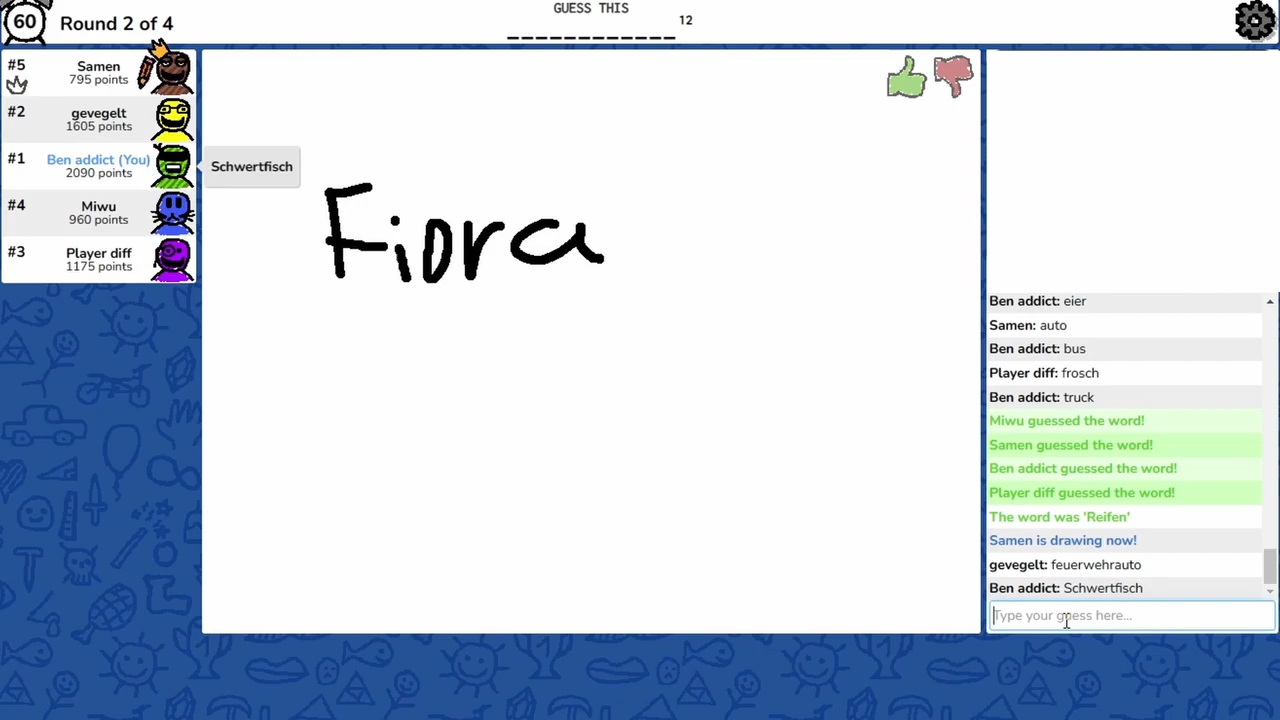 60
Round 2 of 4
GUESS THIS
____________ 12
#5
Samen
795 points
#2
gevegelt
1605 points
#1
Ben addict (You)
2090 points
#4
Miwu
960 points
#3
Player diff
1175 points
Schwertfisch
Fiora
Ben addict: eier
Samen: auto
Ben addict: bus
Player diff: frosch
Ben addict: truck
Miwu guessed the word!
Samen guessed the word!
Ben addict guessed the word!
Player diff guessed the word!
The word was 'Reifen'
Samen is drawing now!
gevegelt: feuerwehrauto
Ben addict: Schwertfisch
Type your guess here...